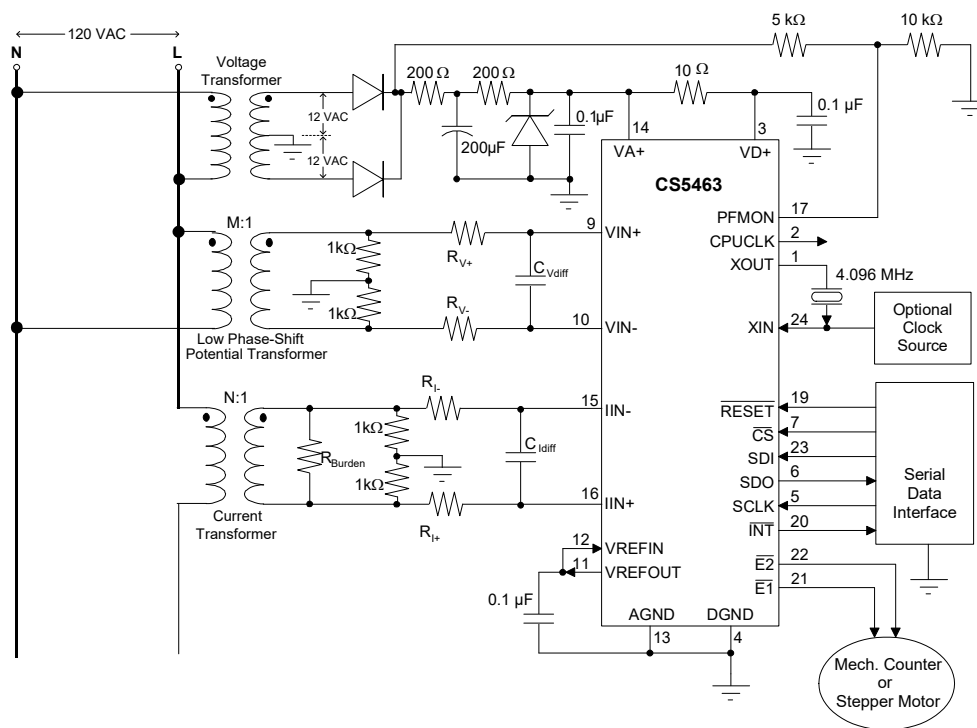 120 VAC
N
L
5 kΩ
10 kΩ
Voltage
Transformer
200 Ω
200 Ω
10 Ω
12 VAC
12 VAC
200µF
0.1µF
0.1 µF
14
3
VA+
VD+
CS5463
M:1
1kΩ
1kΩ
RV+
RV-
CVdiff
9
VIN+
10
VIN-
Low Phase-Shift
Potential Transformer
PFMON
17
CPUCLK
2
XOUT
1
4.096 MHz
XIN
24
Optional
Clock
Source
N:1
RBurden
1kΩ
1kΩ
RI-
RI+
CIdiff
15
IIN-
16
IIN+
Current
Transformer
RESET
19
CS
7
SDI
23
SDO
6
SCLK
5
INT
20
Serial
Data
Interface
12
VREFIN
11
VREFOUT
0.1 µF
E2
22
E1
21
AGND
DGND
13
4
Mech. Counter
or
Stepper Motor